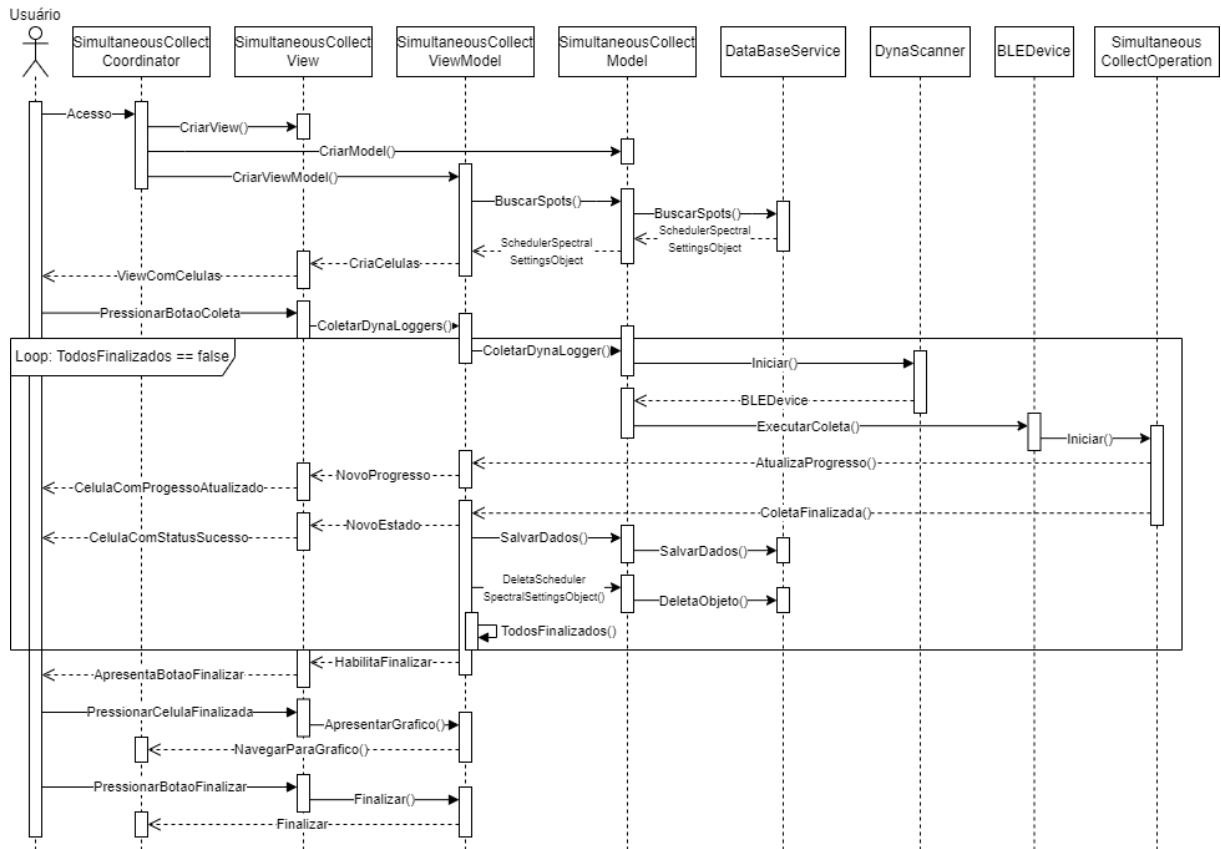 Usuário
SimultaneousCollect
Coordinator
SimultaneousCollect
View
SimultaneousCollect
ViewModel
SimultaneousCollect
Model
DataBaseService
DynaScanner
BLEDevice
Simultaneous
CollectOperation
Acesso
CriarView()
CriarModel()
CriarViewModel()
BuscarSpots()
BuscarSpots()
SchedulerSpectral
SettingsObject
SchedulerSpectral
SettingsObject
CriaCelulas
ViewComCelulas
PressionarBotaoColeta
ColetarDynaLoggers()
Loop: TodosFinalizados == false
ColetarDynaLogger()
Iniciar()
BLEDevice
ExecutarColeta()
Iniciar()
AtualizaProgresso()
NovoProgresso
CelulaComProgessoAtualizado
ColetaFinalizada()
NovoEstado
CelulaComStatusSucesso
SalvarDados()
SalvarDados()
DeletaScheduler
SpectralSettingsObject()
DeletaObjeto()
TodosFinalizados()
HabilitaFinalizar
ApresentaBotaoFinalizar
PressionarCelulaFinalizada
ApresentarGrafico()
NavegarParaGrafico()
PressionarBotaoFinalizar
Finalizar()
Finalizar